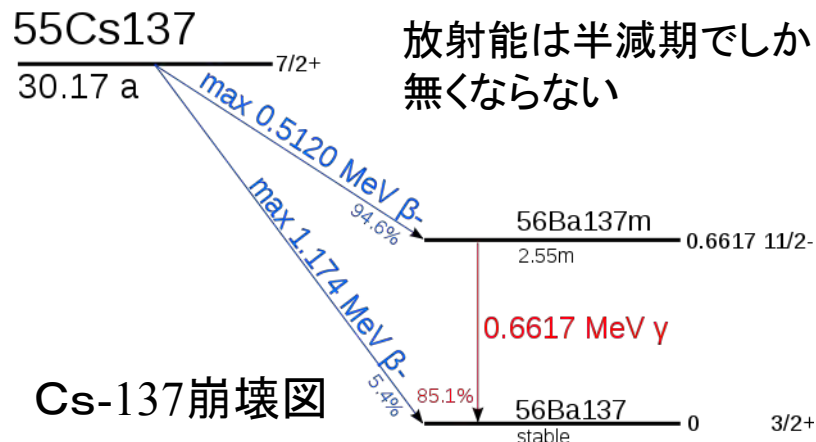 55Cs137
7/2+
30.17 a
放射能は半減期でしか
無くならない
max 0.5120 MeV β-
94.6%
max 1.174 MeV β-
5.4%
56Ba137m
2.55m
0.6617 11/2-
0.6617 MeV γ
85.1%
56Ba137
stable
0 3/2+
Cs-137崩壊図